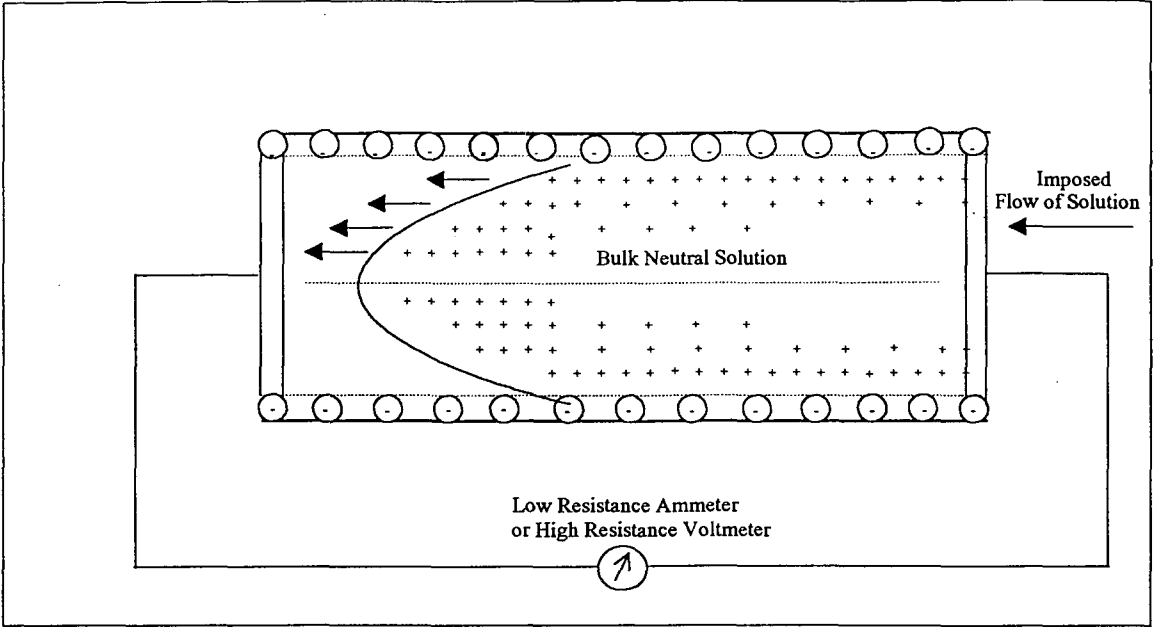 Imposed
Flow of Solution
Bulk Neutral Solution
Low Resistance Ammeter
or High Resistance Voltmeter